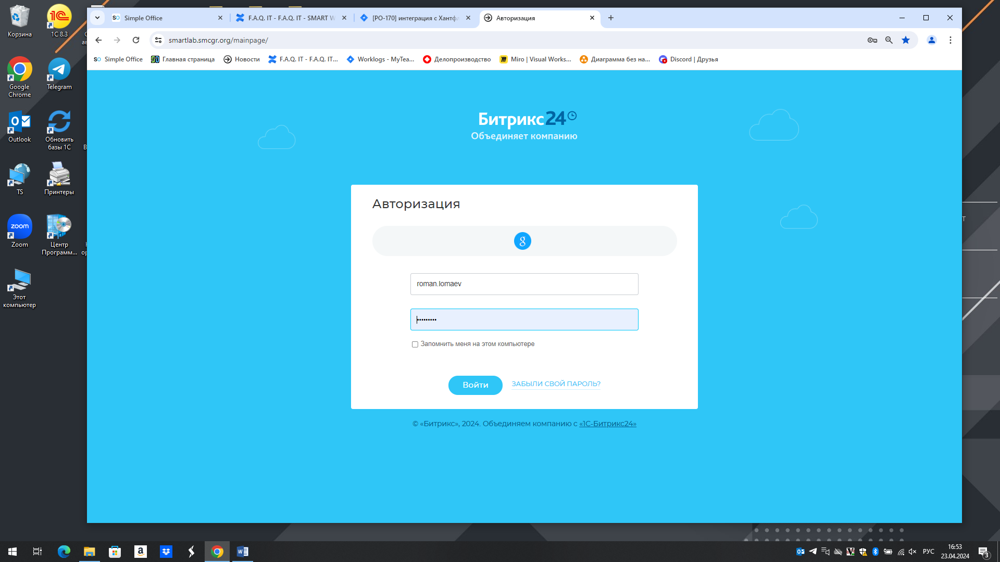 Simple Office
F.A.Q. IT - F.A.Q. IT - SMART W
[PO-170] интеграция с Хантфл
Авторизация
smartlab.smcgr.org/mainpage/
Simple Office
Главная страница
Новости
F.A.Q. IT - F.A.Q. IT...
Worklogs - MyTea...
Делопроизводство
Miro | Visual Works...
Диаграмма без на...
Discord | Друзья
Корзина
1C 8.3
Google
Chrome
Telegram
Outlook
Обновить
базы 1С
TS
Принтеры
Zoom
Центр
Программ...
Этот
компьютер
Битрикс24
Объединяет компанию
Авторизация
roman.lomaev
•••••••••
Запомнить меня на этом компьютере
Войти
ЗАБЫЛИ СВОЙ ПАРОЛЬ?
© «Битрикс», 2024. Объединяем компанию с «1С-Битрикс24»
РУС
16:53
23.04.2024
3